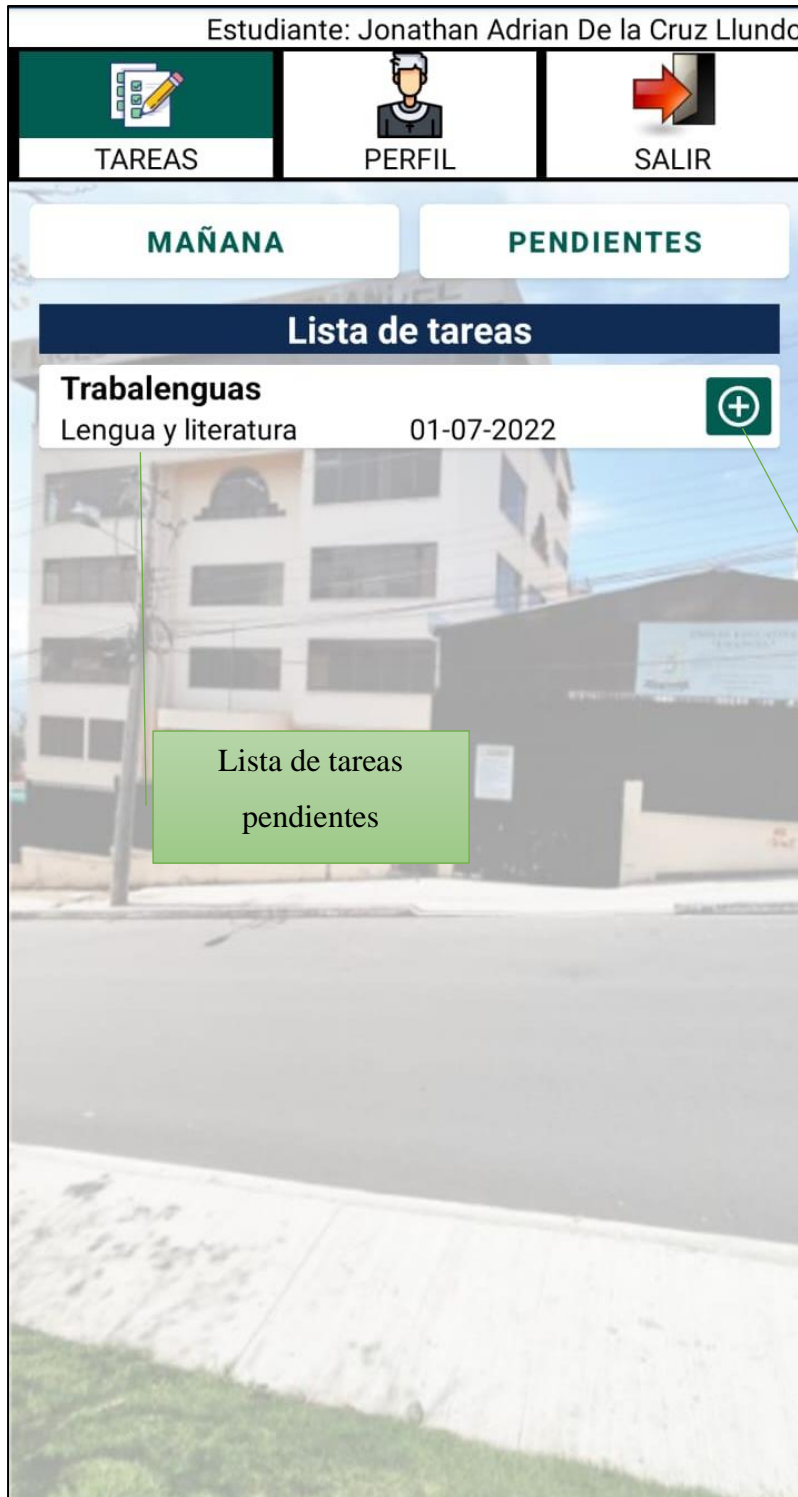 Estudiante: Jonathan Adrian De la Cruz Llundo
TAREAS
PERFIL
SALIR
MAÑANA
PENDIENTES
Lista de tareas
Trabalenguas
Lengua y literatura 01-07-2022
Lista de tareas
pendientes